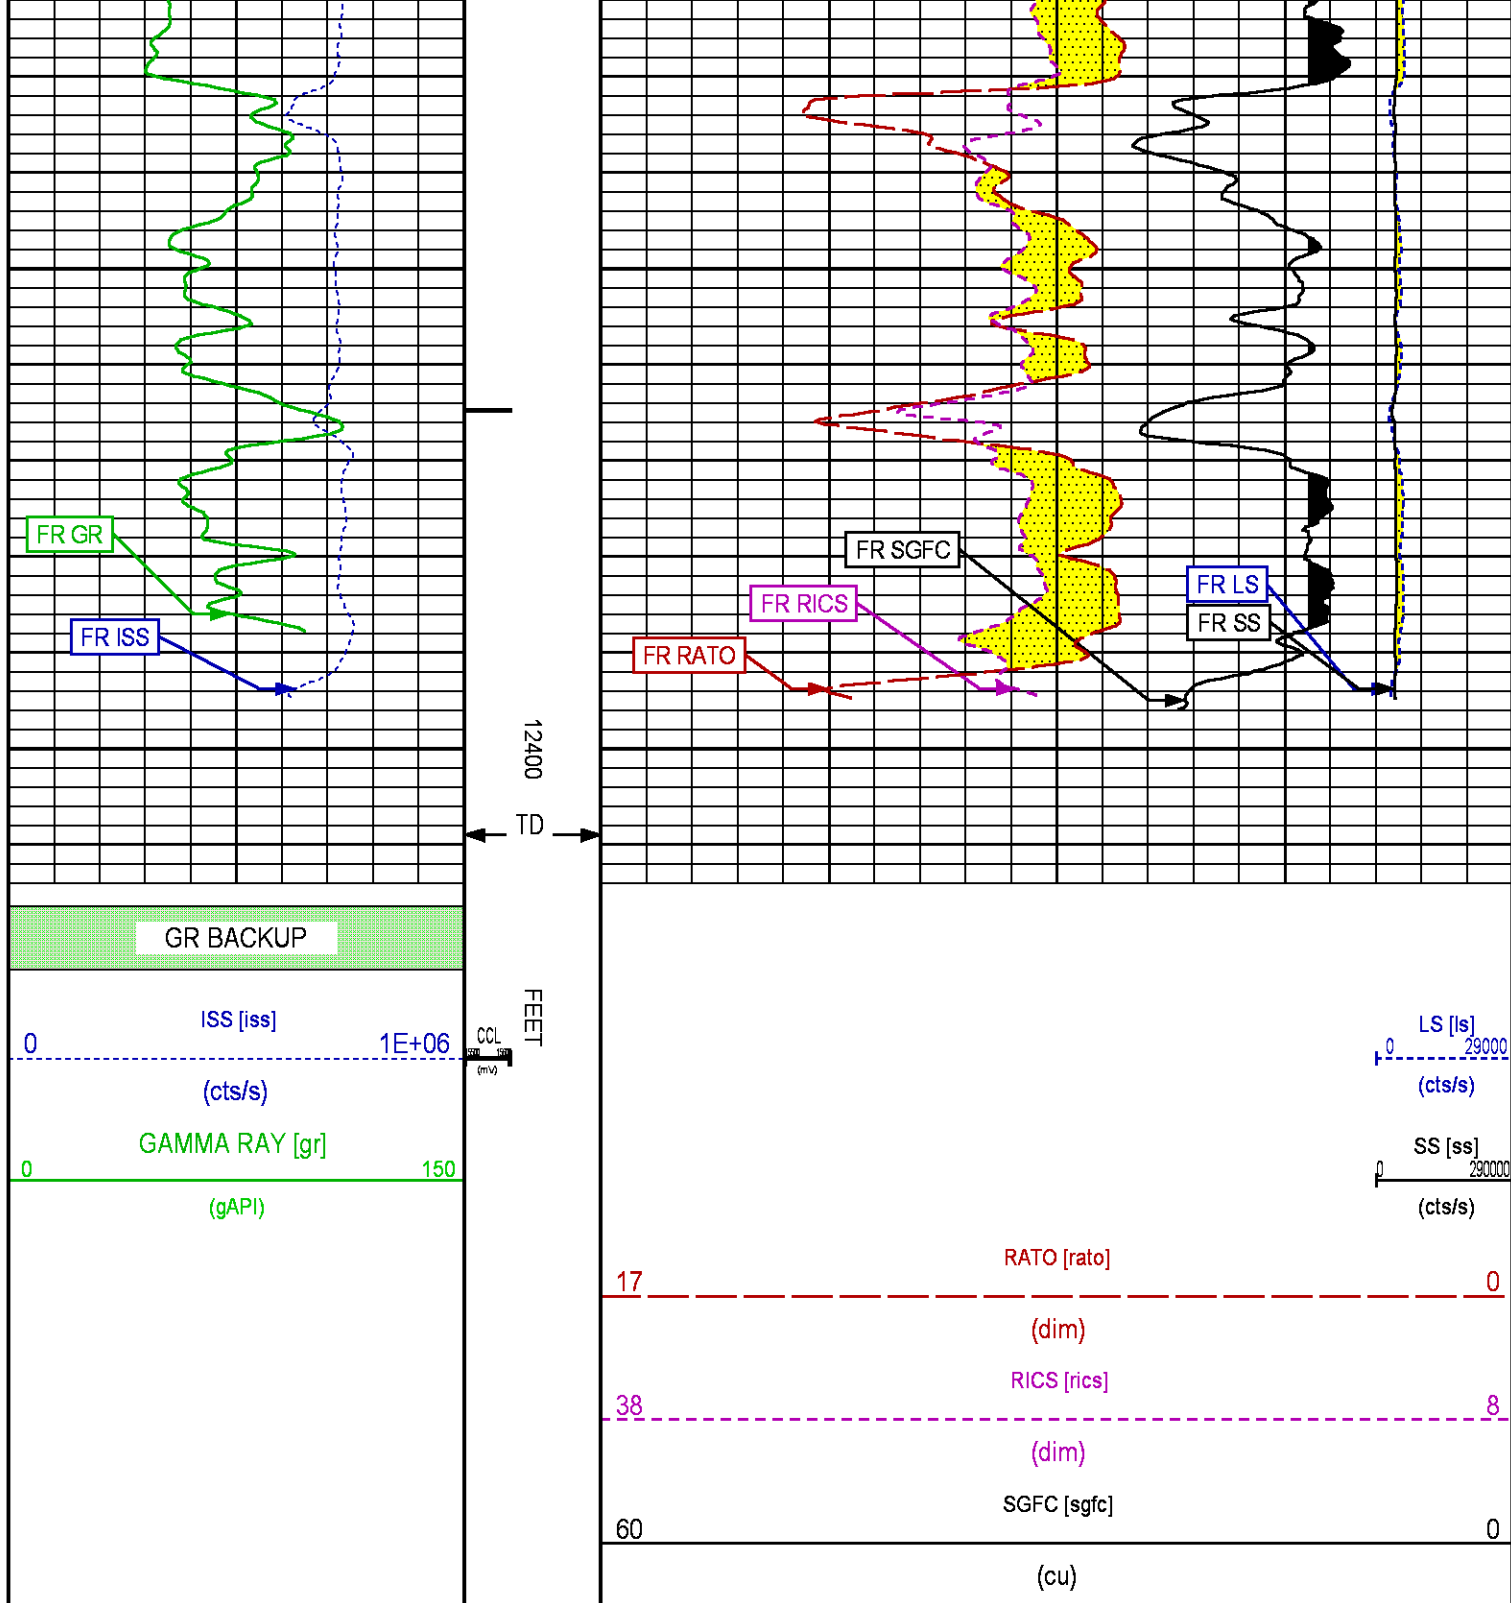 FR GR
FR SGFC
FR LS
FR RICS
FR SS
FR ISS
FR RATO
12400
TD
GR BACKUP
FEET
ISS [iss]
0 1E+06
(cts/s)
CCL
(mV)
LS [ls]
0 29000
(cts/s)
GAMMA RAY [gr]
0 150
(gAPI)
SS [ss]
0 290000
(cts/s)
RATO [rato]
17 0
(dim)
RICS [rics]
38 8
(dim)
SGFC [sgfc]
60 0
(cu)